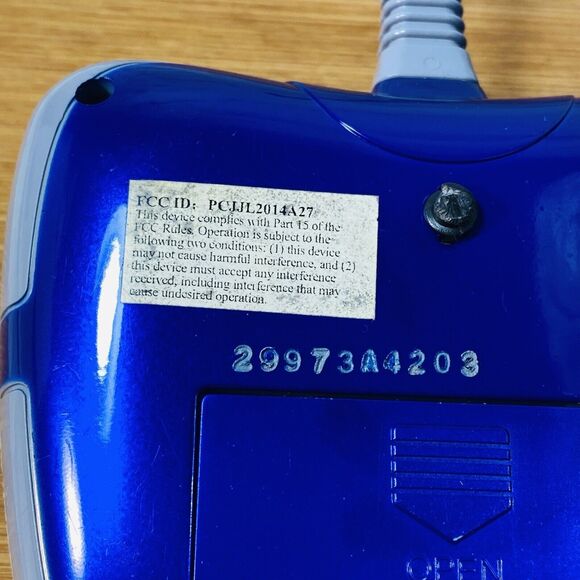 FCC ID: PCJJL2014A27
This device complies with Part 15 of the
FCC Rules. Operation is subject to the
following two conditions: (1) this device
may not cause harmful interference, and (2)
this device must accept any interference
received, including interference that may
cause undesired operation.
29973A4203
OPEN